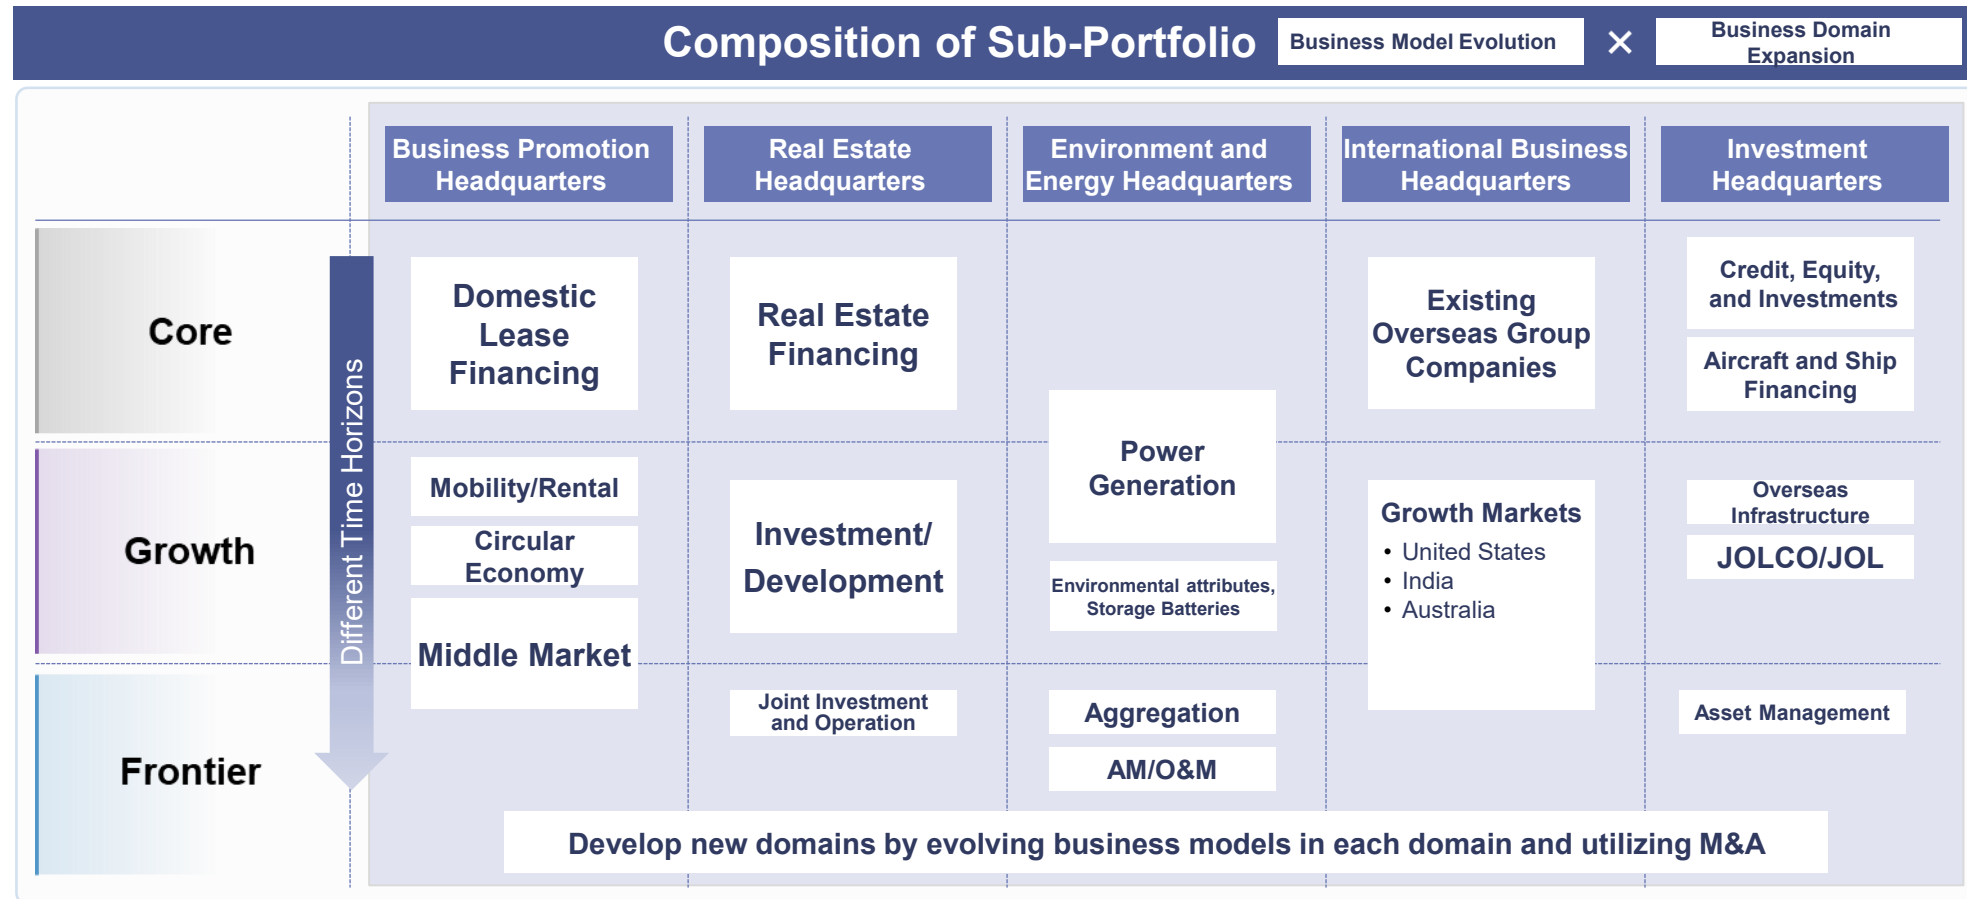 Composition of Sub-Portfolio
Business Model Evolution
×
Business Domain
Expansion
Business Promotion
Headquarters
Real Estate
Headquarters
Environment and
Energy Headquarters
International Business
Headquarters
Investment
Headquarters
Different Time Horizons
Core
Domestic
Lease
Financing
Real Estate
Financing
Power
Generation
Existing
Overseas Group
Companies
Credit, Equity,
and Investments
Aircraft and Ship
Financing
Growth
Mobility/Rental
Circular
Economy
Middle Market
Investment/
Development
Environmental attributes,
Storage Batteries
Growth Markets
• United States
• India
• Australia
Overseas
Infrastructure
JOLCO/JOL
Frontier
Joint Investment
and Operation
Aggregation
AM/O&M
Asset Management
Develop new domains by evolving business models in each domain and utilizing M&A